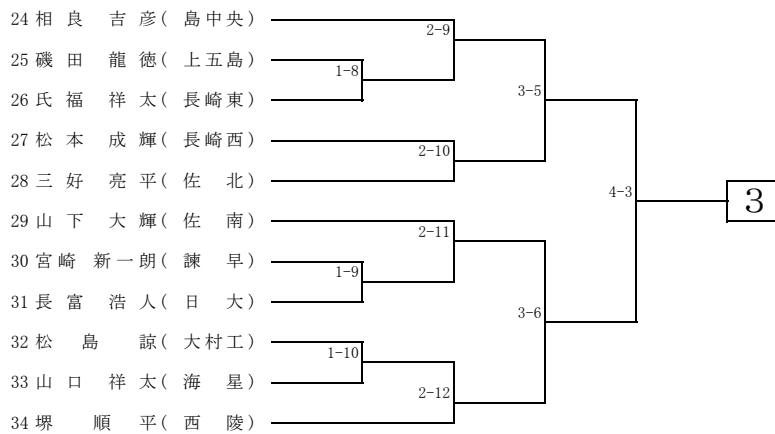 24 相良 吉彦( 島中央)
2-9
25 磯田 龍徳( 上五島)
1-8
26 氏福 祥太( 長崎東)
3-5
27 松本 成輝( 長崎西)
2-10
28 三好 亮平( 佐北)
4-3
3
29 山下 大輝( 佐南)
2-11
30 宮崎 新一朗( 諫早)
1-9
31 長富 浩人( 日大)
3-6
32 松島 諒( 大村工)
1-10
33 山口 祥太( 海星)
2-12
34 堺 順平( 西陵)